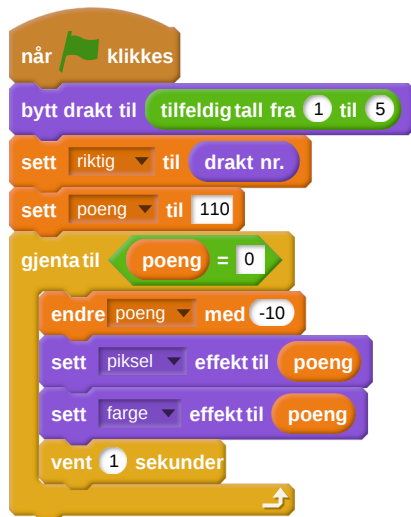 når klikkes
bytt drakt til tilfeldig tall fra 1 til 5
sett riktig til drakt nr.
sett poeng til 110
gjenta til poeng = 0
endre poeng med -10
sett piksel effekt til poeng
sett farge effekt til poeng
vent 1 sekunder